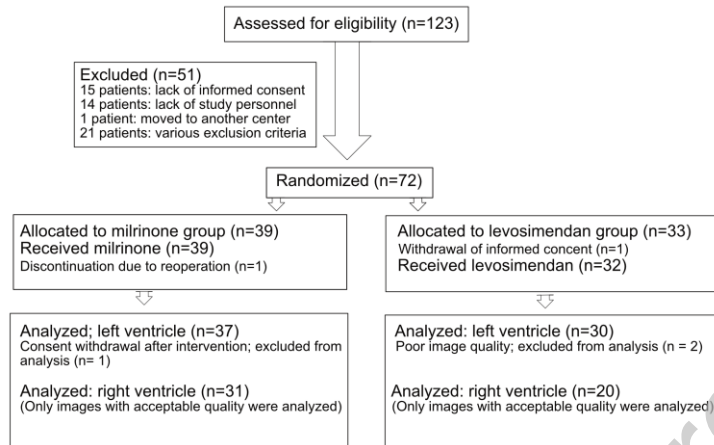 Assessed for eligibility (n=123)
Excluded (n=51)
15 patients: lack of informed consent
14 patients: lack of study personnel
1 patient: moved to another center
21 patients: various exclusion criteria
Randomized (n=72)
Allocated to milrinone group (n=39)
Received milrinone (n=39)
Discontinuation due to reoperation (n=1)
Allocated to levosimendan group (n=33)
Withdrawal of informed concent (n=1)
Received levosimendan (n=32)
Analyzed; left ventricle (n=37)
Consent withdrawal after intervention; excluded from
analysis (n= 1)
Analyzed: right ventricle (n=31)
(Only images with acceptable quality were analyzed)
Analyzed: left ventricle (n=30)
Poor image quality; excluded from analysis (n = 2)
Analyzed: right ventricle (n=20)
(Only images with acceptable quality were analyzed)